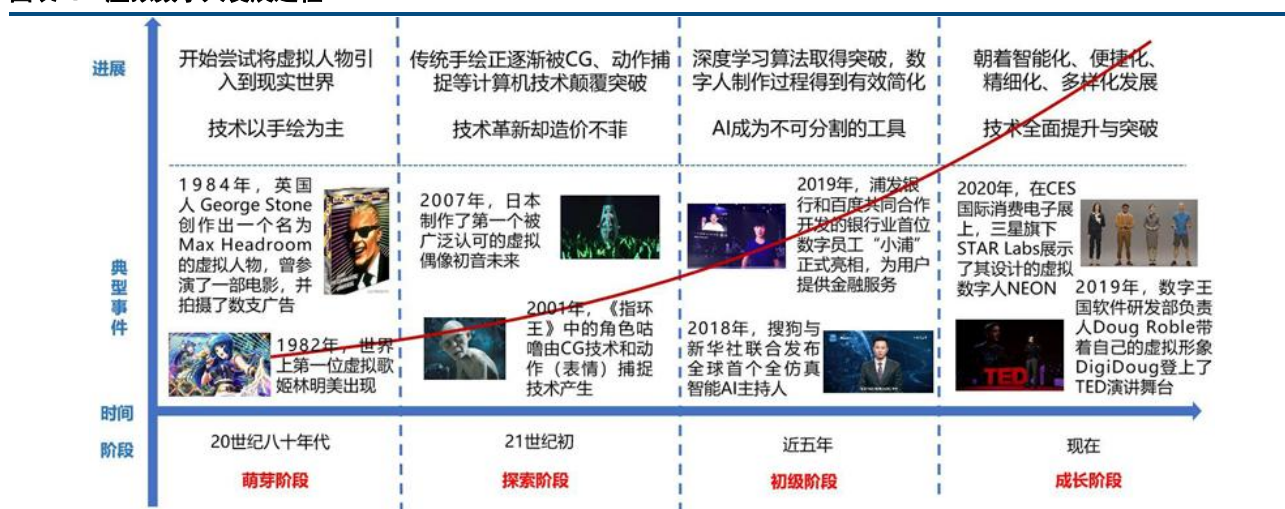 进展
开始尝试将虚拟人物引
入到现实世界
技术以手绘为主
传统手绘正逐渐被CG、动作捕
捉等计算机技术颠覆突破
技术革新却造价不菲
深度学习算法取得突破，数
字人制作过程得到有效简化
AI成为不可分割的工具
朝着智能化、便捷化、
精细化、多样化发展
技术全面提升与突破
典型事件
1984年，英国
人 George Stone
创作出一个名为
Max Headroom
的虚拟人物，曾参
演了一部电影，并
拍摄了数支广告
1982年，世界
上第一位虚拟歌
姬林明美出现
2007年，日本
制作了第一个被
广泛认可的虚拟
偶像初音未来
2001年，《指环
王》中的角色咕
噜由CG技术和动
作（表情）捕捉
技术产生
2019年，浦发银
行和百度共同合作
开发的银行业首位
数字员工“小浦”
正式亮相，为用户
提供金融服务
2018年，搜狗与
新华社联合发布
全球首个全仿真
智能AI主持人
2020年，在CES
国际消费电子展
上，三星旗下
STAR Labs展示
了其设计的虚拟
数字人NEON
TED
2019年，数字王
国软件研发部负责
人Doug Roble带
着自己的虚拟形象
DigiDoug登上了
TED演讲舞台
时间
阶段
20世纪八十年代
萌芽阶段
21世纪初
探索阶段
近五年
初级阶段
现在
成长阶段